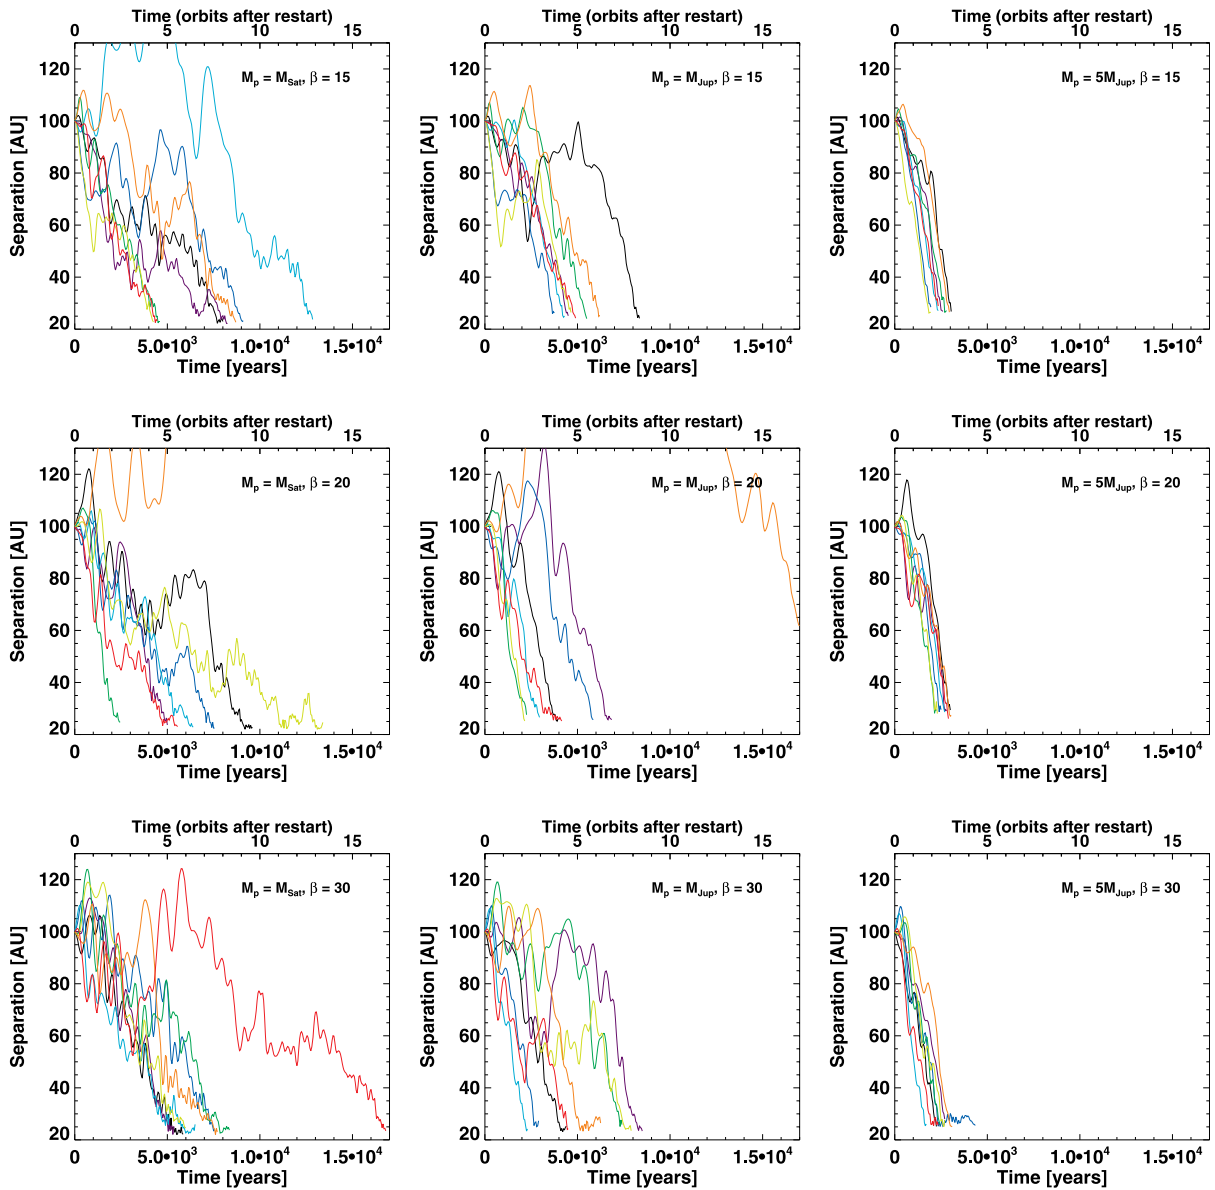 Time (orbits after restart) Time (orbits after restart) Time (orbits after restart)
0 5 10 15 0 5 10 15 0 5 10 15
M_p = M_Sat, β = 15 M_p = M_Jup, β = 15 M_p = 5M_Jup, β = 15
120 120 120
100 100 100
80 80 80
60 60 60
40 40 40
20 20 20
Separation [AU] Separation [AU] Separation [AU]
0 5.0•10³ 1.0•10⁴ 1.5•10⁴ 0 5.0•10³ 1.0•10⁴ 1.5•10⁴ 0 5.0•10³ 1.0•10⁴ 1.5•10⁴
Time [years] Time [years] Time [years]
Time (orbits after restart) Time (orbits after restart) Time (orbits after restart)
0 5 10 15 0 5 10 15 0 5 10 15
M_p = M_Sat, β = 20 M_p = M_Jup, β = 20 M_p = 5M_Jup, β = 20
120 120 120
100 100 100
80 80 80
60 60 60
40 40 40
20 20 20
Separation [AU] Separation [AU] Separation [AU]
0 5.0•10³ 1.0•10⁴ 1.5•10⁴ 0 5.0•10³ 1.0•10⁴ 1.5•10⁴ 0 5.0•10³ 1.0•10⁴ 1.5•10⁴
Time [years] Time [years] Time [years]
Time (orbits after restart) Time (orbits after restart) Time (orbits after restart)
0 5 10 15 0 5 10 15 0 5 10 15
M_p = M_Sat, β = 30 M_p = M_Jup, β = 30 M_p = 5M_Jup, β = 30
120 120 120
100 100 100
80 80 80
60 60 60
40 40 40
20 20 20
Separation [AU] Separation [AU] Separation [AU]
0 5.0•10³ 1.0•10⁴ 1.5•10⁴ 0 5.0•10³ 1.0•10⁴ 1.5•10⁴ 0 5.0•10³ 1.0•10⁴ 1.5•10⁴
Time [years] Time [years] Time [years]